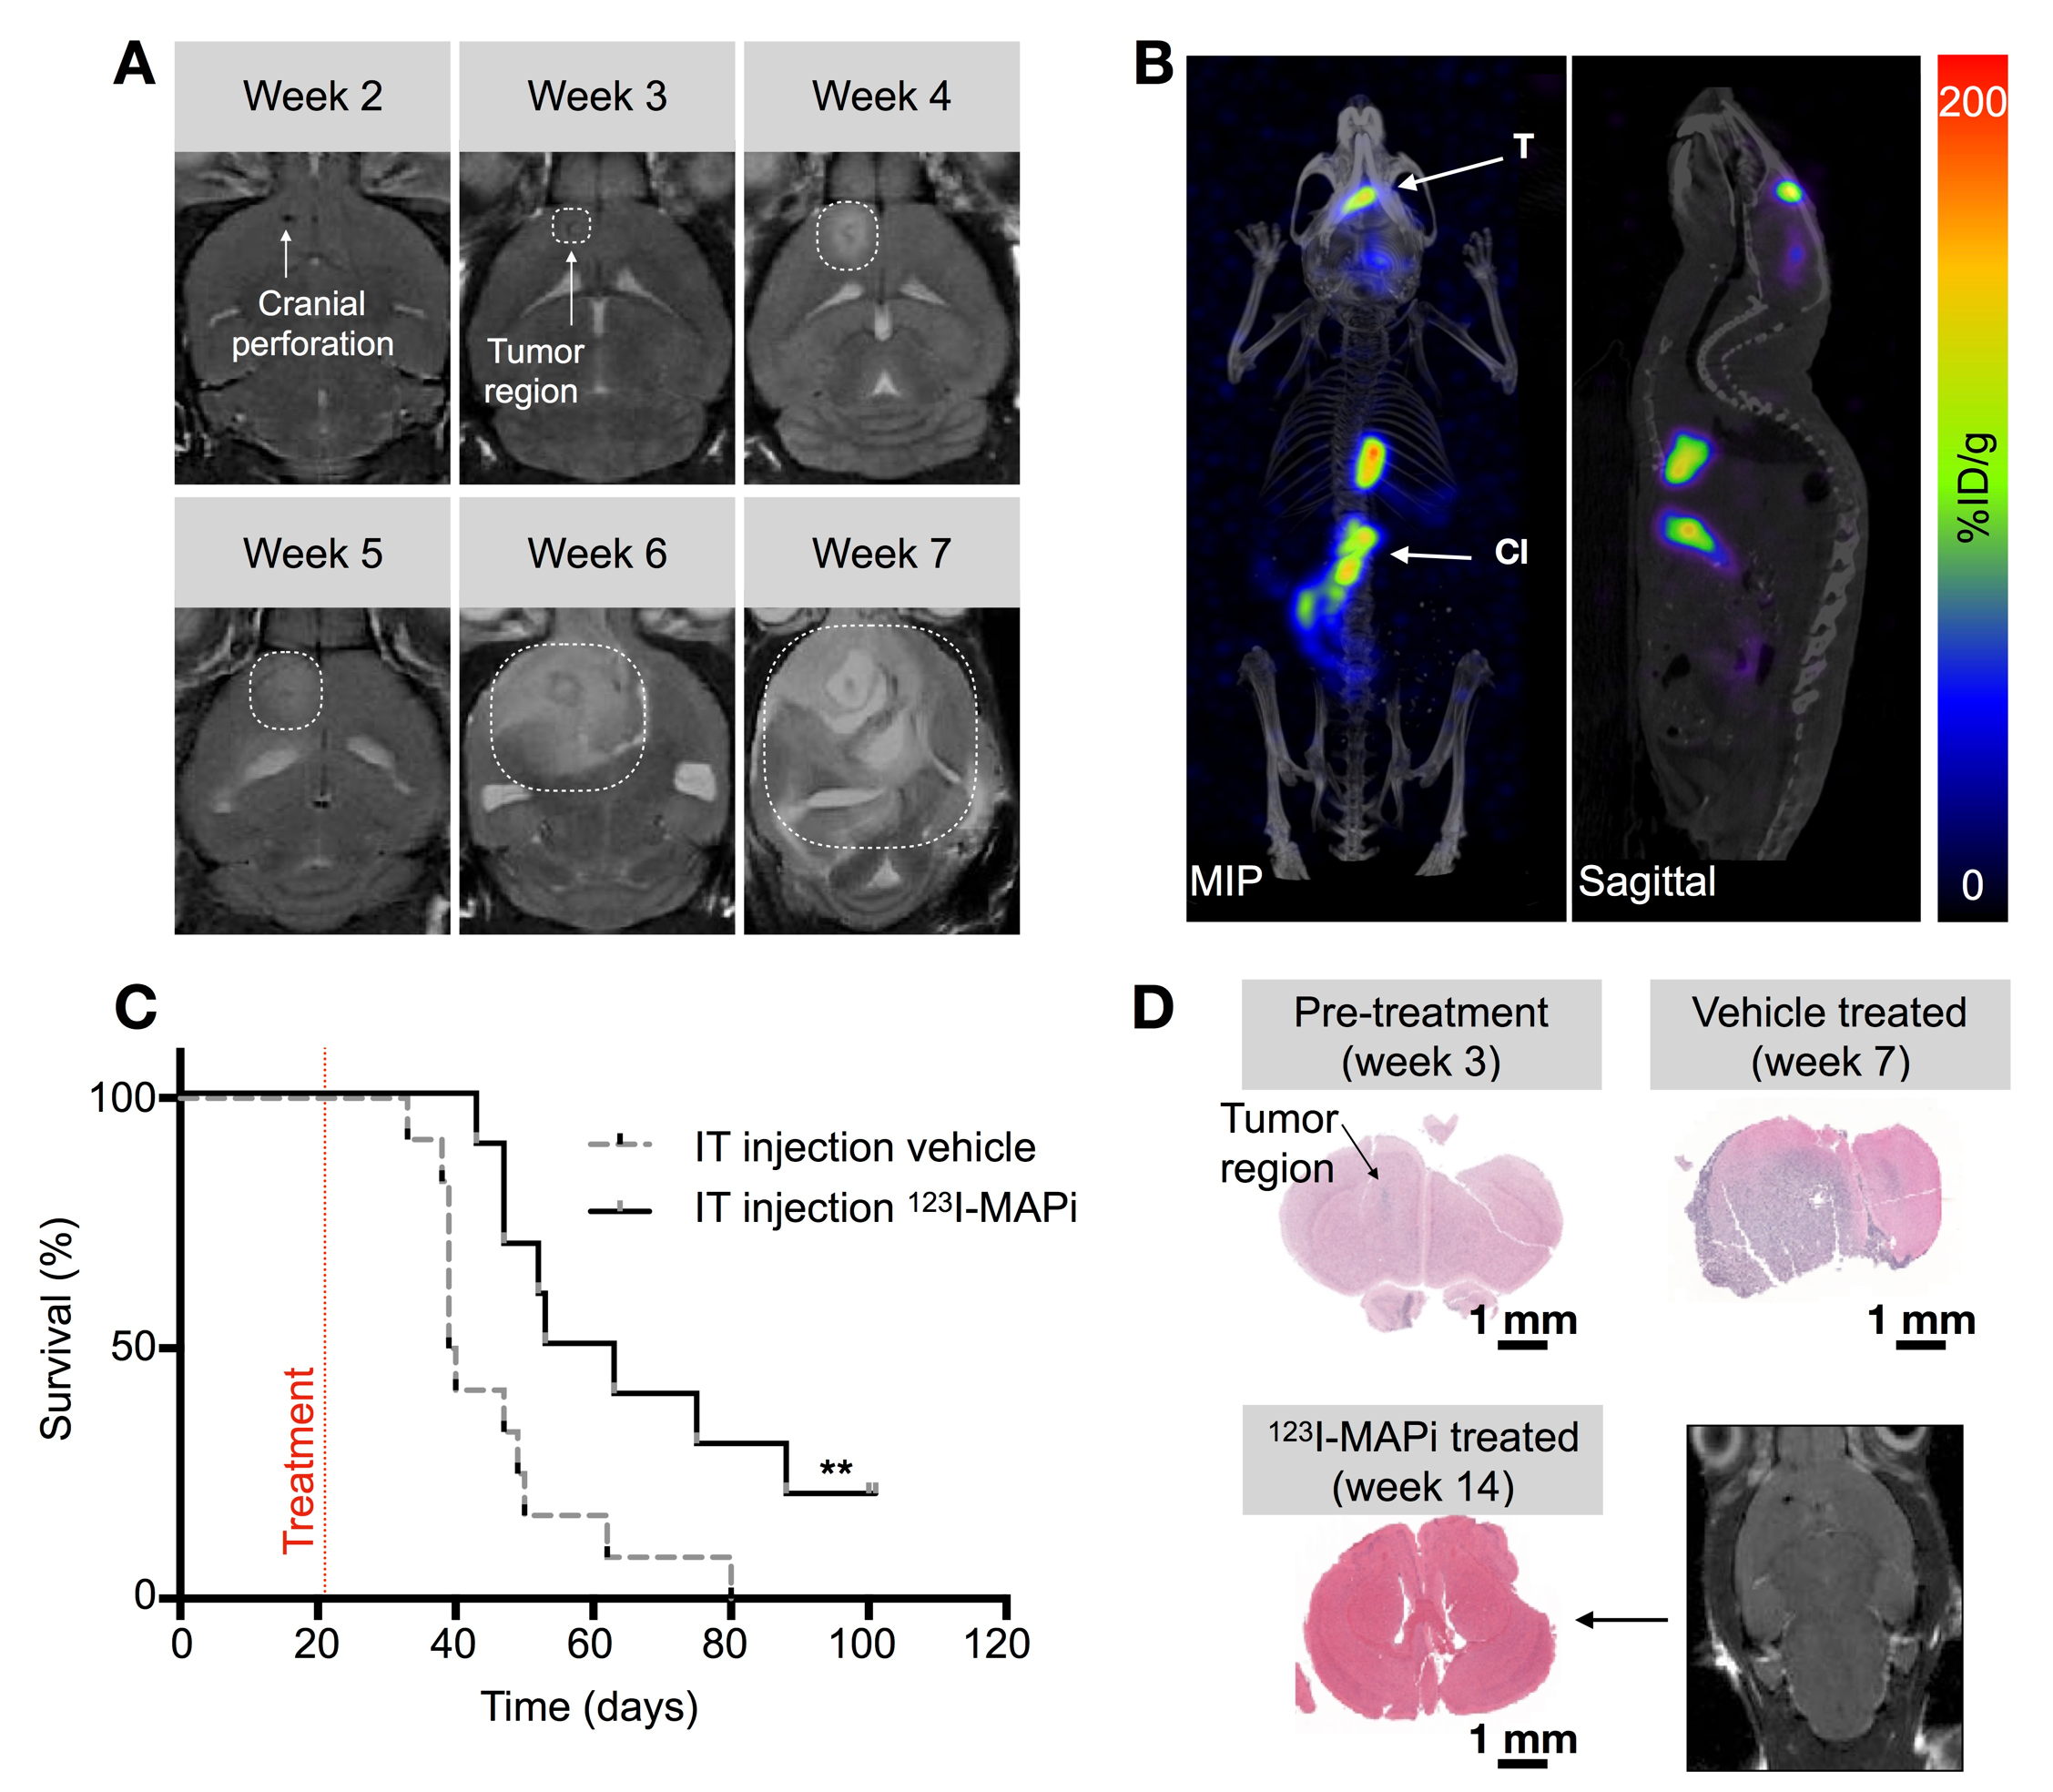 A
Week 2
Week 3
Week 4
Cranial
perforation
Tumor
region
Week 5
Week 6
Week 7
B
T
CI
MIP
Sagittal
200
%ID/g
0
C
100
50
0
Survival (%)
Treatment
IT injection vehicle
IT injection ¹²³I-MAPi
**
0
20
40
60
80
100
120
Time (days)
D
Pre-treatment
(week 3)
Vehicle treated
(week 7)
Tumor
region
1 mm
1 mm
¹²³I-MAPi treated
(week 14)
1 mm